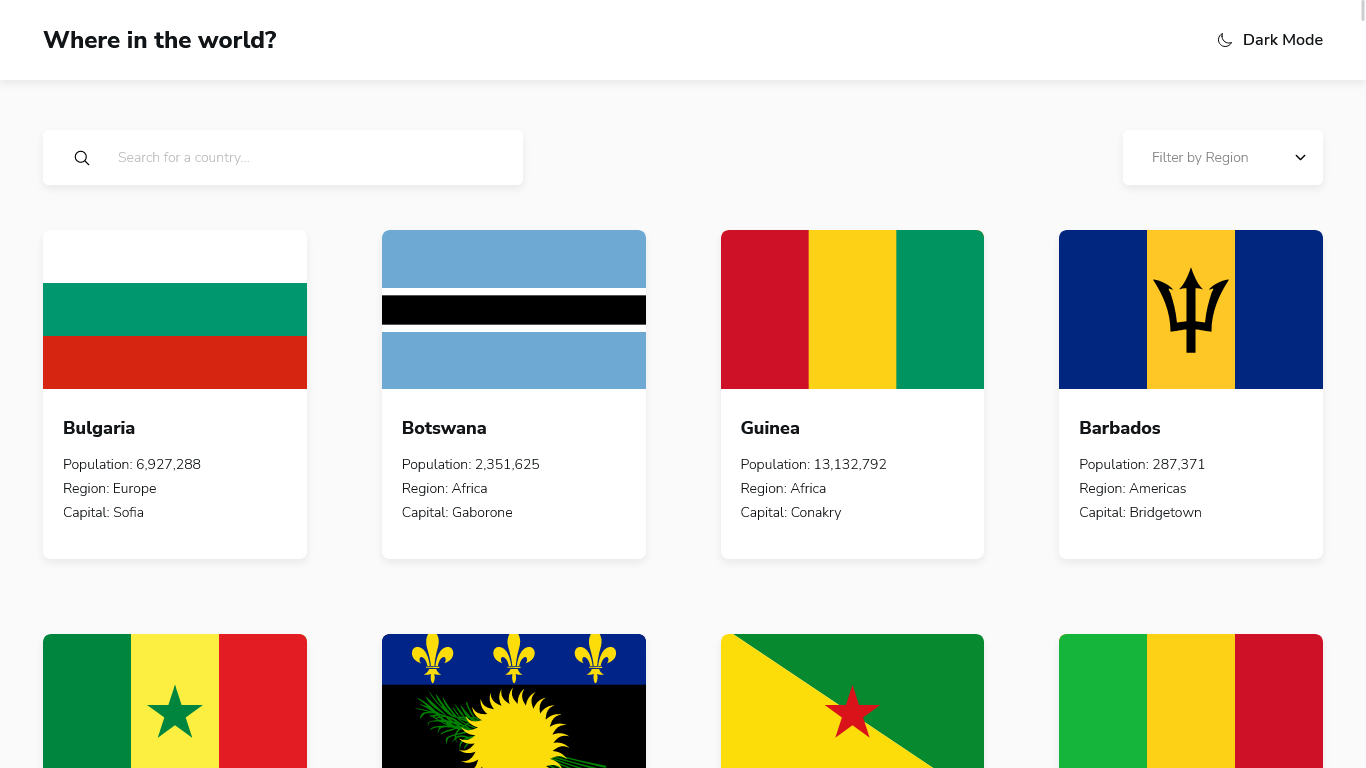 Where in the world?
Dark Mode
Search for a country...
Filter by Region
Bulgaria
Population: 6,927,288
Region: Europe
Capital: Sofia
Botswana
Population: 2,351,625
Region: Africa
Capital: Gaborone
Guinea
Population: 13,132,792
Region: Africa
Capital: Conakry
Barbados
Population: 287,371
Region: Americas
Capital: Bridgetown